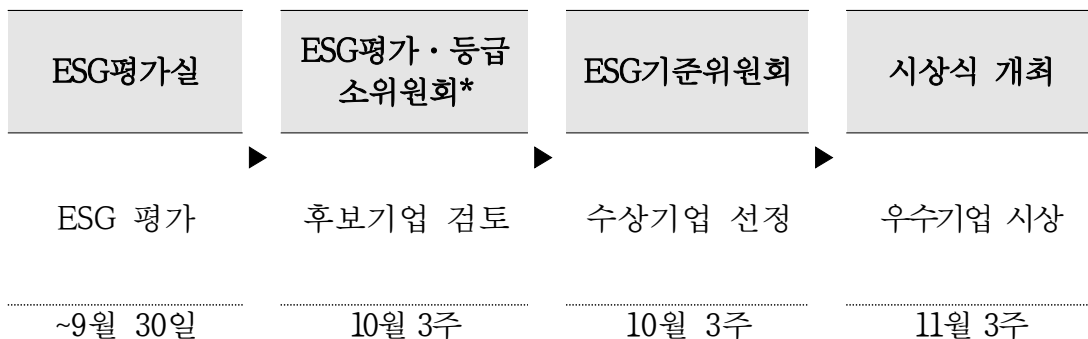 ESG평가실
ESG평가·등급
소위원회*
ESG기준위원회
시상식 개최
▶
▶
▶
ESG 평가
후보기업 검토
수상기업 선정
우수기업 시상
~9월 30일
10월 3주
10월 3주
11월 3주